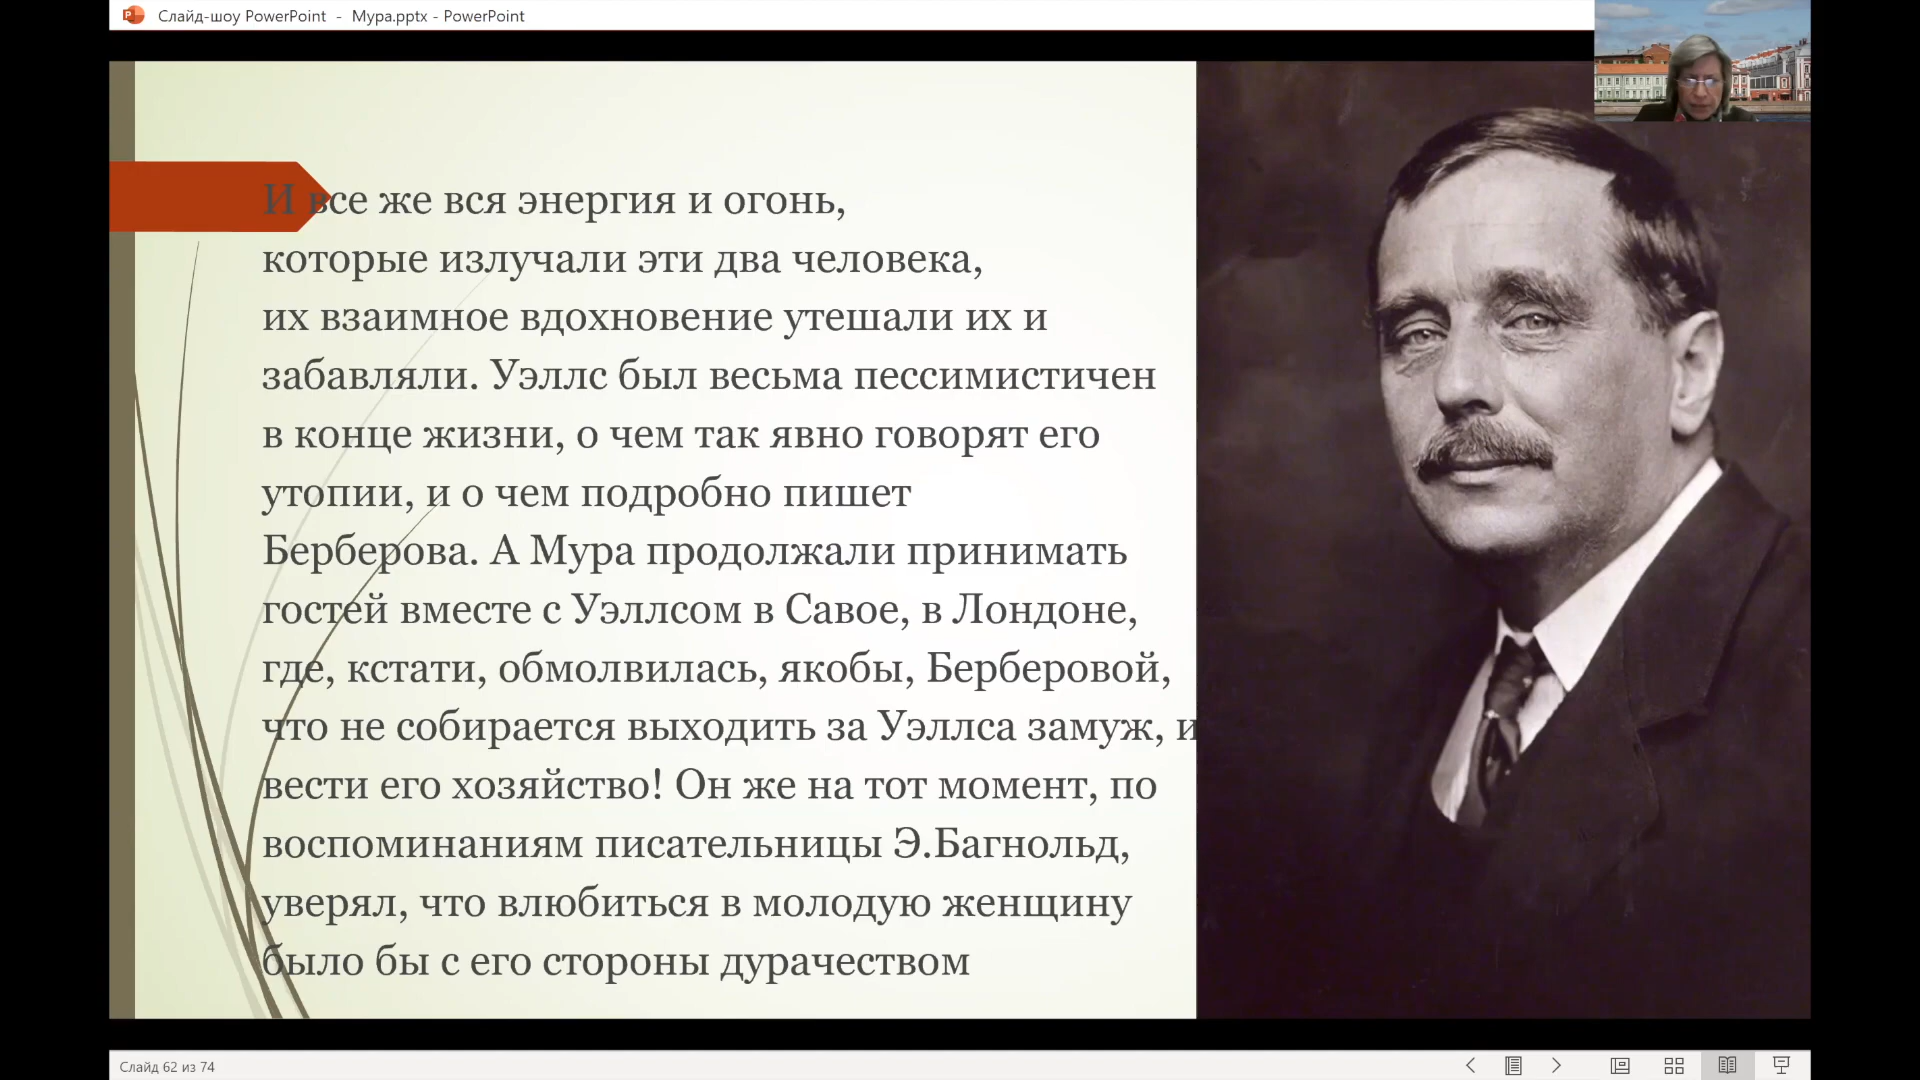 Слайд-шоу PowerPoint - Мура.pptx - PowerPoint
И все же вся энергия и огонь,
которые излучали эти два человека,
их взаимное вдохновение утешали их и
забавляли. Уэллс был весьма пессимистичен
в конце жизни, о чем так явно говорят его
утопии, и о чем подробно пишет
Берберова. А Мура продолжали принимать
гостей вместе с Уэллсом в Савое, в Лондоне,
где, кстати, обмолвилась, якобы, Берберовой,
что не собирается выходить за Уэллса замуж, и
вести его хозяйство! Он же на тот момент, по
воспоминаниям писательницы Э.Багнольд,
уверял, что влюбиться в молодую женщину
было бы с его стороны дурачеством
Слайд 62 из 74